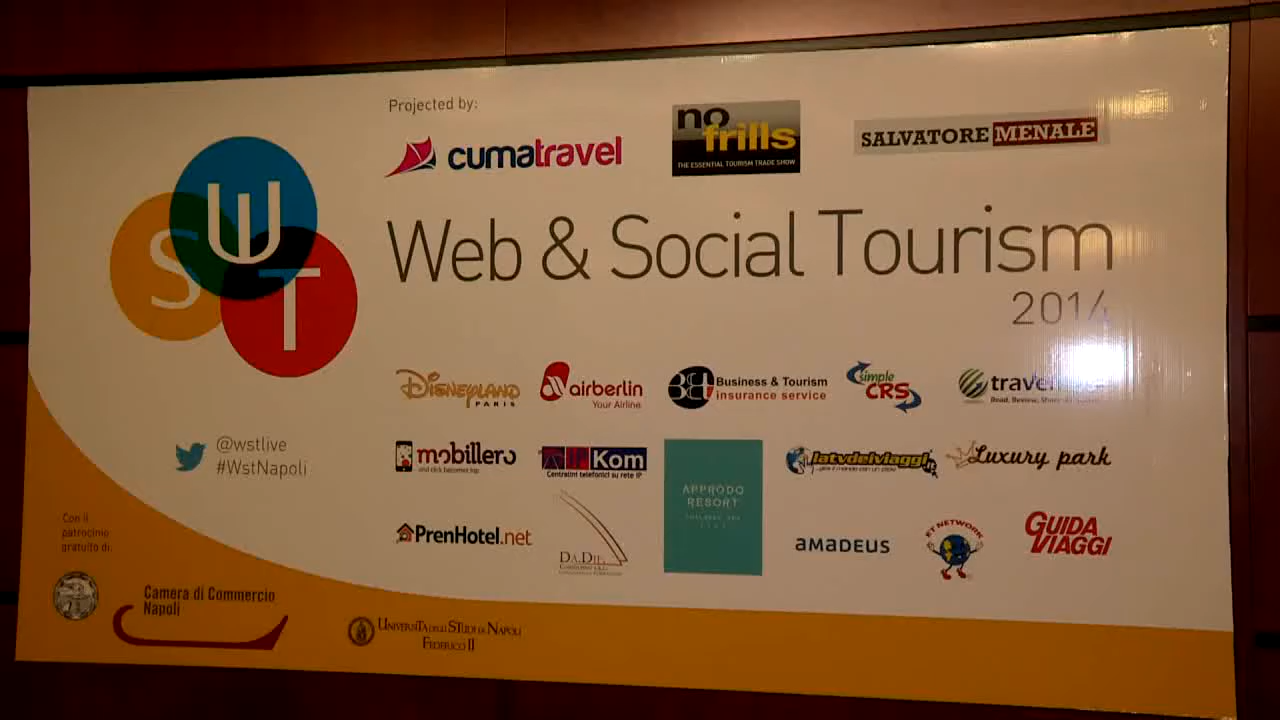 Projected by:
cumatravel
no
frills
THE ESSENTIAL TOURISM TRADE SHOW
SALVATORE MENALE
S
W
T
Web & Social Tourism
2014
DISNEYLAND
PARIS
airberlin
Your Airline
Business & Tourism
insurance service
simple
CRS
@wstlive
#WstNapoli
mobillero
IPKom
Centralini telefonici su rete IP
APPRODO
RESORT
latvdeiviaggi.it
Luxury park
PrenHotel.net
DA.DIE.
AMADEUS
ET NETWORK
GUIDA
VIAGGI
Con il
patrocinio
gratuito di:
Camera di Commercio
Napoli
UNIVERSITÀ DEGLI STUDI DI NAPOLI
FEDERICO II